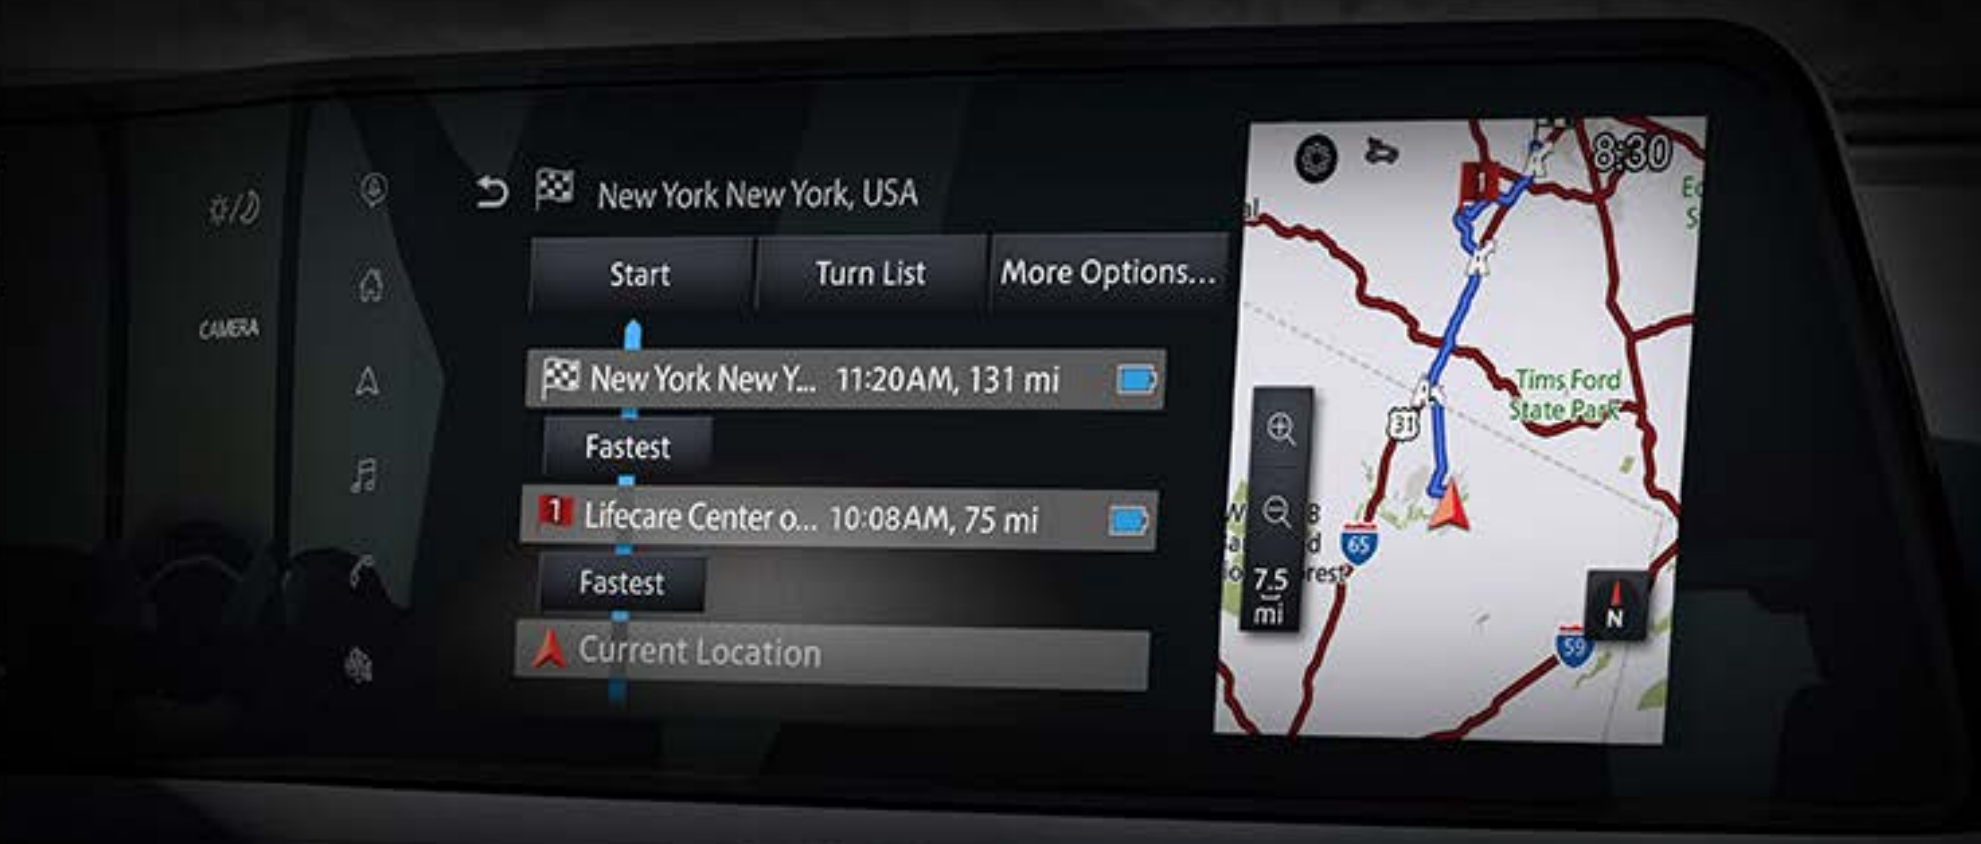 New York New York, USA
Start
Turn List
More Options...
New York New Y... 11:20AM, 131 mi
Fastest
1 Lifecare Center o... 10:08AM, 75 mi
Fastest
Current Location
CAMERA
8:30
1
Tims Ford
State Park
31
65
59
7.5
mi
N